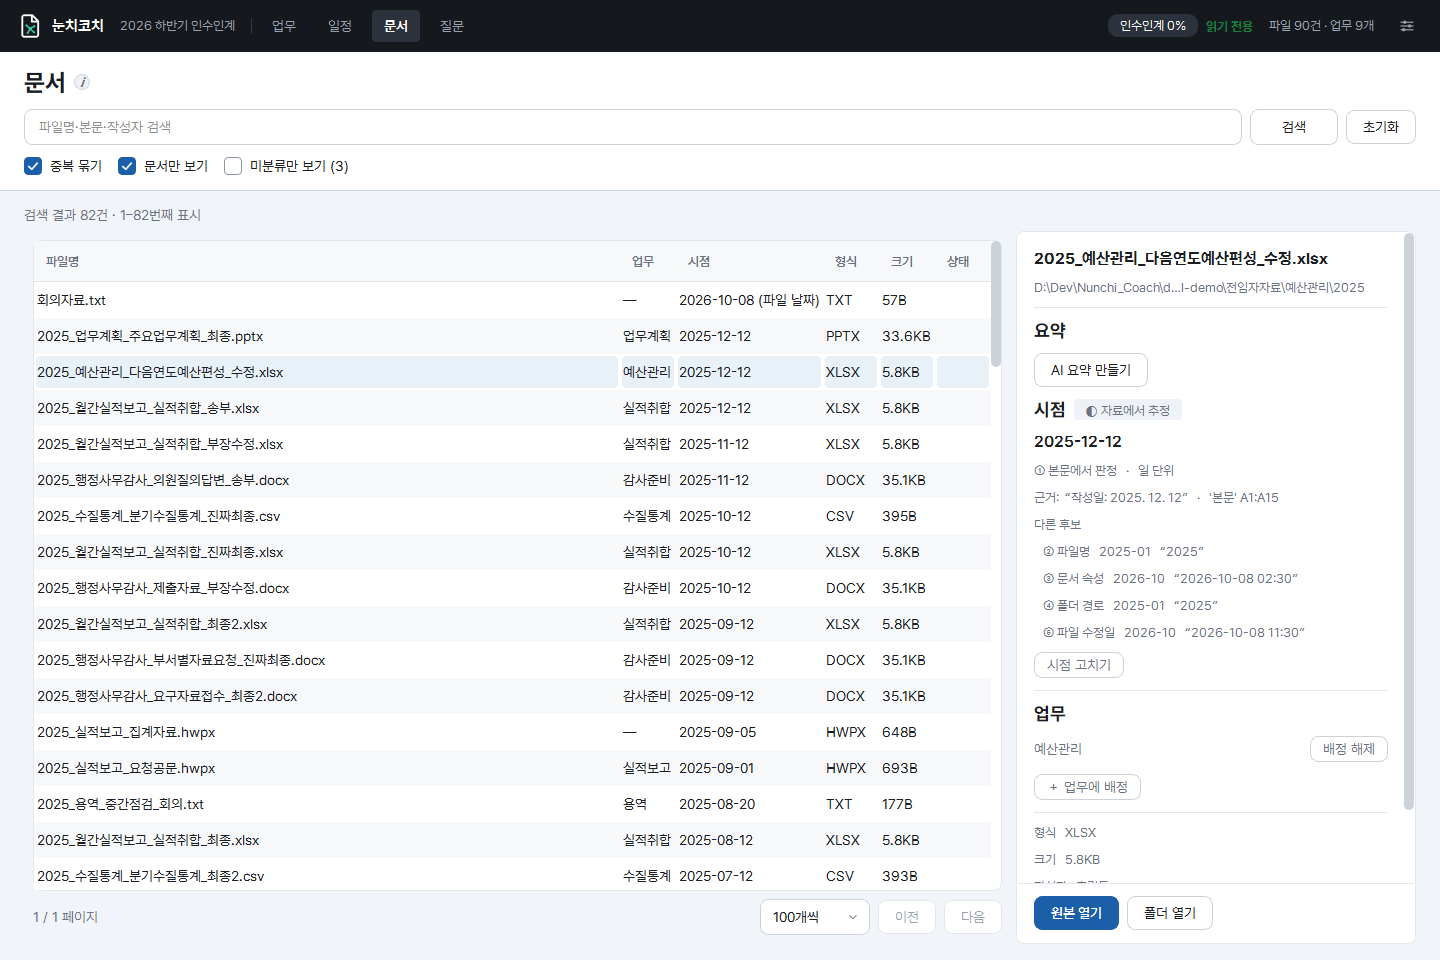 눈치코치 2026 하반기 인수인계 업무 일정 문서 질문 인수인계 0% 읽기 전용 파일 90건 · 업무 9개
문서 i
파일명·본문·작성자 검색 검색 초기화
중복 묶기 문서만 보기 미분류만 보기 (3)
검색 결과 82건 · 1–82번째 표시
파일명 업무 시점 형식 크기 상태
회의자료.txt — 2026-10-08 (파일 날짜) TXT 57B
2025_업무계획_주요업무계획_최종.pptx 업무계획 2025-12-12 PPTX 33.6KB
2025_예산관리_다음연도예산편성_수정.xlsx 예산관리 2025-12-12 XLSX 5.8KB
2025_월간실적보고_실적취합_송부.xlsx 실적취합 2025-12-12 XLSX 5.8KB
2025_월간실적보고_실적취합_부장수정.xlsx 실적취합 2025-11-12 XLSX 5.8KB
2025_행정사무감사_의원질의답변_송부.docx 감사준비 2025-11-12 DOCX 35.1KB
2025_수질통계_분기수질통계_진짜최종.csv 수질통계 2025-10-12 CSV 395B
2025_월간실적보고_실적취합_진짜최종.xlsx 실적취합 2025-10-12 XLSX 5.8KB
2025_행정사무감사_제출자료_부장수정.docx 감사준비 2025-10-12 DOCX 35.1KB
2025_월간실적보고_실적취합_최종2.xlsx 실적취합 2025-09-12 XLSX 5.8KB
2025_행정사무감사_부서별자료요청_진짜최종.docx 감사준비 2025-09-12 DOCX 35.1KB
2025_행정사무감사_요구자료접수_최종2.docx 감사준비 2025-09-12 DOCX 35.1KB
2025_실적보고_집계자료.hwpx — 2025-09-05 HWPX 648B
2025_실적보고_요청공문.hwpx 실적보고 2025-09-01 HWPX 693B
2025_용역_중간점검_회의.txt 용역 2025-08-20 TXT 177B
2025_월간실적보고_실적취합_최종.xlsx 실적취합 2025-08-12 XLSX 5.8KB
2025_수질통계_분기수질통계_최종2.csv 수질통계 2025-07-12 CSV 393B
1 / 1 페이지 100개씩 이전 다음
2025_예산관리_다음연도예산편성_수정.xlsx
D:\Dev\Nunchi_Coach\d…l-demo\전임자자료\예산관리\2025
요약
AI 요약 만들기
시점 ◐ 자료에서 추정
2025-12-12
① 본문에서 판정 · 일 단위
근거: “작성일: 2025. 12. 12” · '본문' A1:A15
다른 후보
② 파일명 2025-01 “2025”
③ 문서 속성 2026-10 “2026-10-08 02:30”
④ 폴더 경로 2025-01 “2025”
⑥ 파일 수정일 2026-10 “2026-10-08 11:30”
시점 고치기
업무
예산관리 배정 해제
+ 업무에 배정
형식 XLSX
크기 5.8KB
원본 열기 폴더 열기